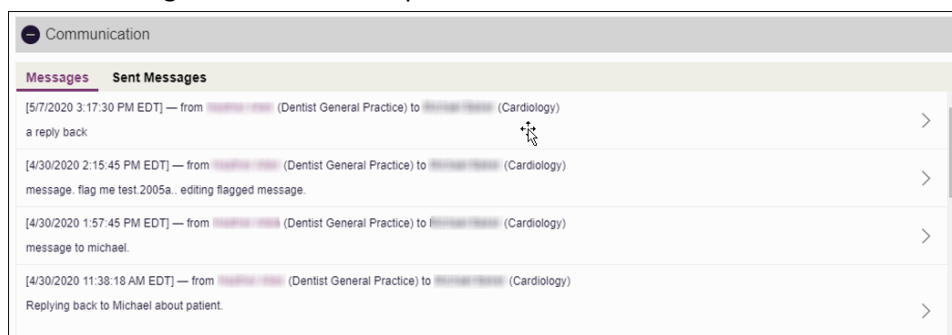 Communication
Messages Sent Messages
[5/7/2020 3:17:30 PM EDT] — from (Dentist General Practice) to (Cardiology)
a reply back
[4/30/2020 2:15:45 PM EDT] — from (Dentist General Practice) to (Cardiology)
message. flag me test.2005a.. editing flagged message.
[4/30/2020 1:57:45 PM EDT] — from (Dentist General Practice) to (Cardiology)
message to michael.
[4/30/2020 11:38:18 AM EDT] — from (Dentist General Practice) to (Cardiology)
Replying back to Michael about patient.